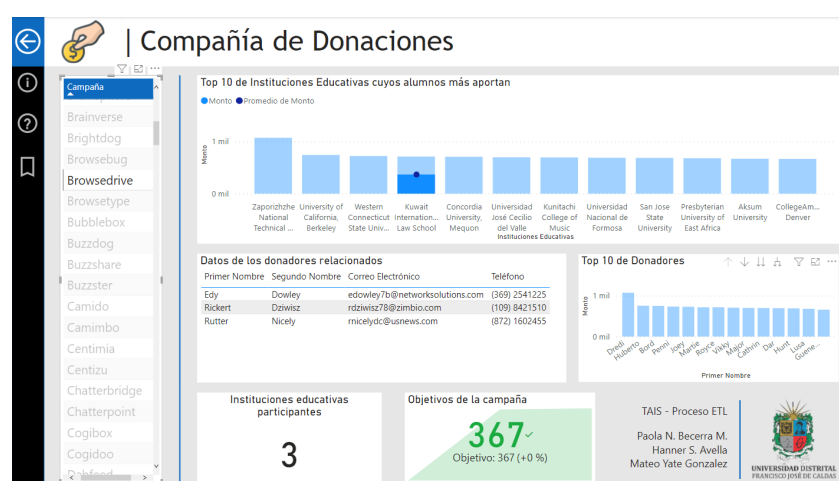 | Compañía de Donaciones
Campaña
Brainverse
Brightdog
Browsebug
Browsedrive
Browsetype
Bubblebox
Buzzdog
Buzzshare
Buzzster
Camido
Camimbo
Centimia
Centizu
Chatterbridge
Chatterpoint
Cogibox
Cogidoo
Top 10 de Instituciones Educativas cuyos alumnos más aportan
Monto Promedio de Monto
Monto
1 mil
0 mil
Zaporizhzhe National Technical ...
University of California, Berkeley
Western Connecticut State Univ...
Kuwait Internation... Law School
Concordia University, Mequon
Universidad José Cecilio del Valle
Kunitachi College of Music
Universidad Nacional de Formosa
San Jose State University
Presbyterian University of East Africa
Aksum University
CollegeAm... Denver
Instituciones Educativas
Datos de los donadores relacionados
Primer Nombre Segundo Nombre Correo Electrónico Teléfono
Edy Dowley edowley7b@networksolutions.com (369) 2541225
Rickert Dziwisz rdziwisz78@zimbio.com (109) 8421510
Rutter Nicely rnicelydc@usnews.com (872) 1602455
Top 10 de Donadores
Monto
1 mil
0 mil
Dredi Huberto Bord Penni Joey Martie Royce Vikky Major Cathrin Dar Hunt Lusa Guene...
Primer Nombre
Instituciones educativas
participantes
3
Objetivos de la campaña
367
Objetivo: 367 (+0 %)
TAIS - Proceso ETL
Paola N. Becerra M.
Hanner S. Avella
Mateo Yate Gonzalez
UNIVERSIDAD DISTRITAL
FRANCISCO JOSÉ DE CALDAS